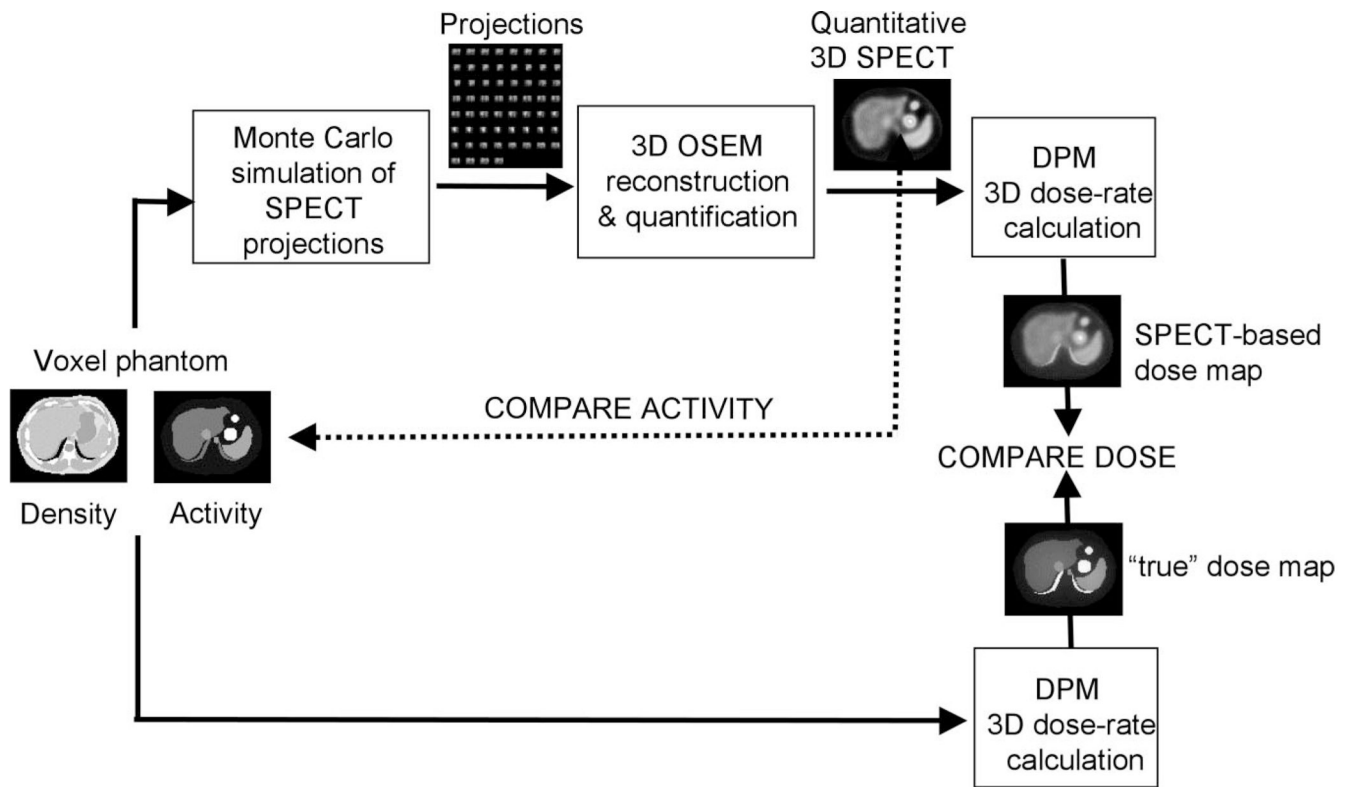 Projections
Quantitative
3D SPECT
Monte Carlo
simulation of
SPECT
projections
3D OSEM
reconstruction
& quantification
DPM
3D dose-rate
calculation
SPECT-based
dose map
Voxel phantom
COMPARE ACTIVITY
COMPARE DOSE
Density
Activity
“true” dose map
DPM
3D dose-rate
calculation